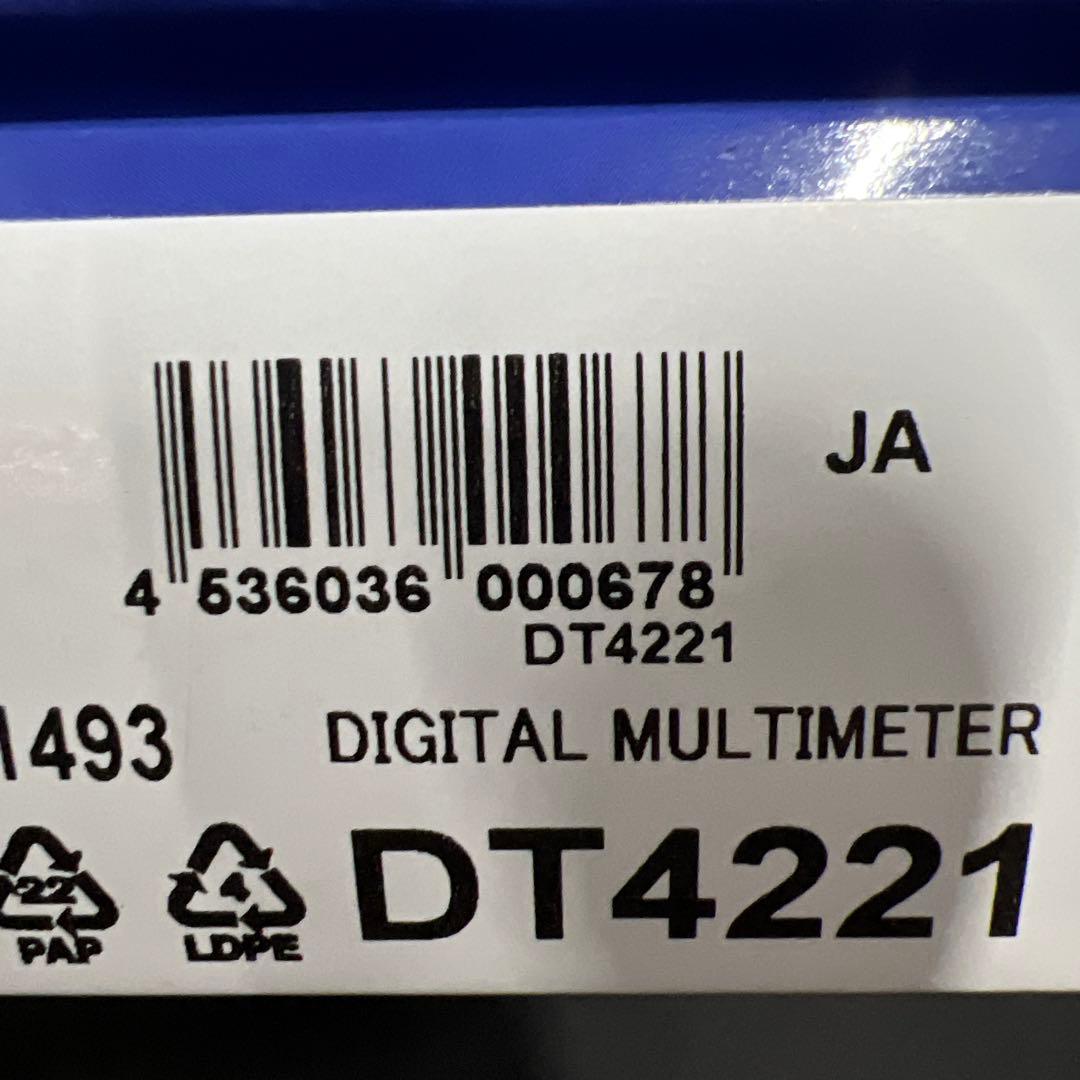 JA
4 536036 000678
DT4221
1493 DIGITAL MULTIMETER
22 4 DT4221
PAP LDPE